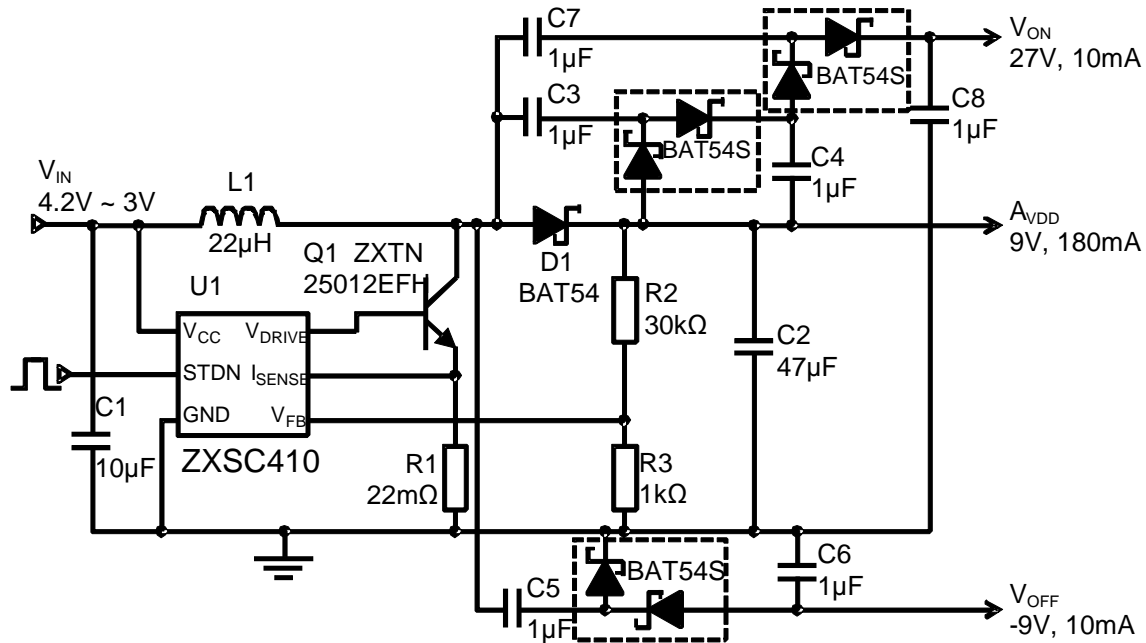 C7
1µF
V_ON
27V, 10mA
BAT54S
C3
1µF
C8
1µF
BAT54S
C4
1µF
V_IN
4.2V ~ 3V
L1
22µH
A_VDD
9V, 180mA
Q1 ZXTN
25012EFH
D1
BAT54
U1
R2
30kΩ
V_CC
V_DRIVE
C2
47µF
STDN
I_SENSE
C1
10µF
GND
V_FB
ZXSC410
R1
22mΩ
R3
1kΩ
BAT54S
C6
1µF
C5
1µF
V_OFF
-9V, 10mA